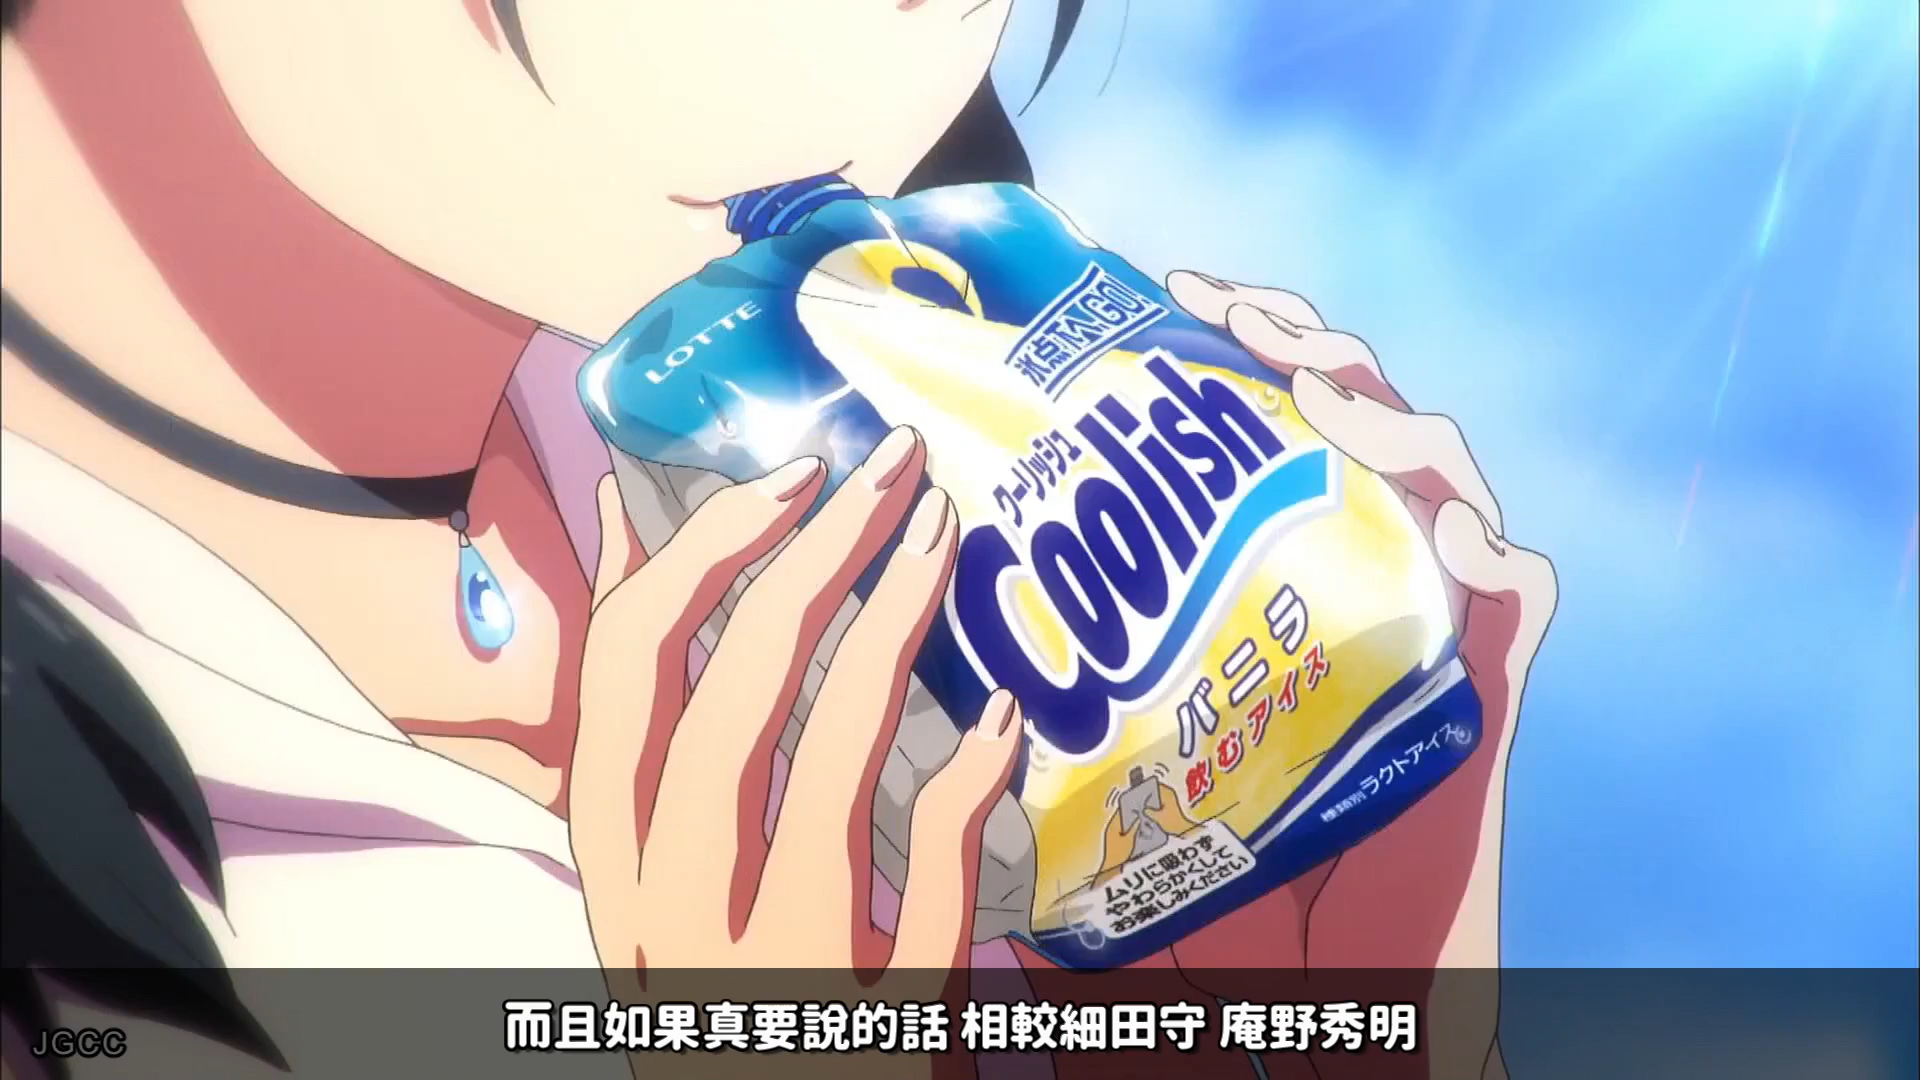 LOTTE
氷点下へ、GO!
クーリッシュ
Coolish
バニラ
飲むアイス
種類別 ラクトアイス
ムリに吸わず
やわらかくして
お楽しみください
而且如果真要說的話 相較細田守 庵野秀明
JGCC